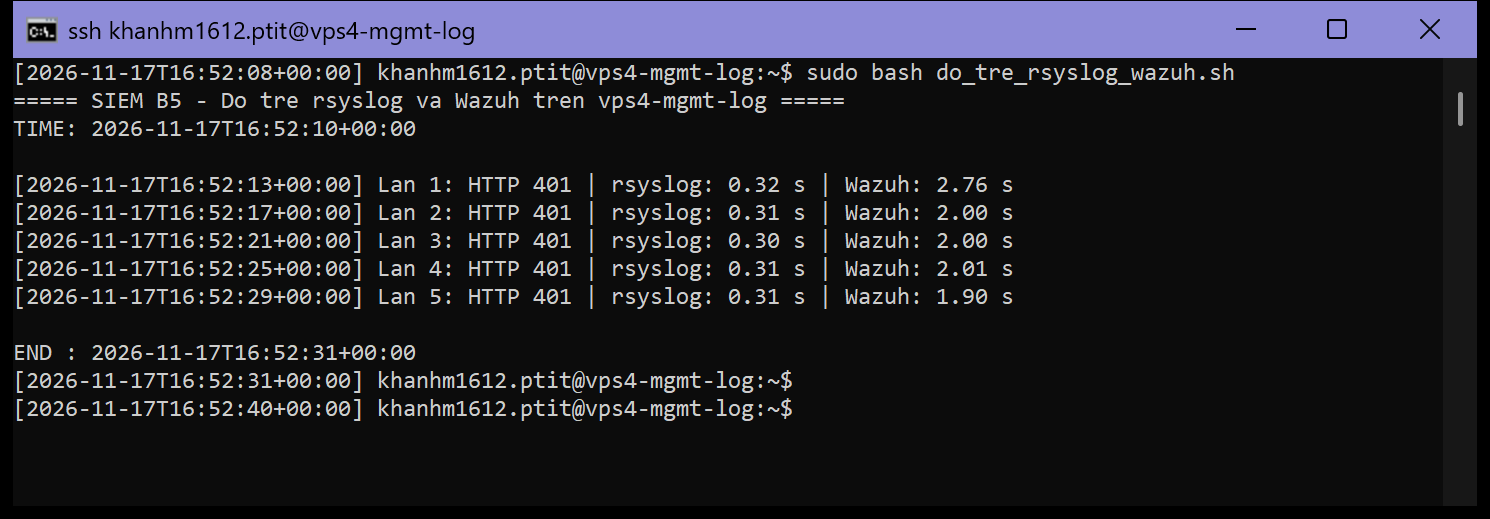 ssh khanhm1612.ptit@vps4-mgmt-log
[2026-11-17T16:52:08+00:00] khanhm1612.ptit@vps4-mgmt-log:~$ sudo bash do_tre_rsyslog_wazuh.sh
===== SIEM B5 - Do tre rsyslog va Wazuh tren vps4-mgmt-log =====
TIME: 2026-11-17T16:52:10+00:00
[2026-11-17T16:52:13+00:00] Lan 1: HTTP 401 | rsyslog: 0.32 s | Wazuh: 2.76 s
[2026-11-17T16:52:17+00:00] Lan 2: HTTP 401 | rsyslog: 0.31 s | Wazuh: 2.00 s
[2026-11-17T16:52:21+00:00] Lan 3: HTTP 401 | rsyslog: 0.30 s | Wazuh: 2.00 s
[2026-11-17T16:52:25+00:00] Lan 4: HTTP 401 | rsyslog: 0.31 s | Wazuh: 2.01 s
[2026-11-17T16:52:29+00:00] Lan 5: HTTP 401 | rsyslog: 0.31 s | Wazuh: 1.90 s
END : 2026-11-17T16:52:31+00:00
[2026-11-17T16:52:31+00:00] khanhm1612.ptit@vps4-mgmt-log:~$
[2026-11-17T16:52:40+00:00] khanhm1612.ptit@vps4-mgmt-log:~$